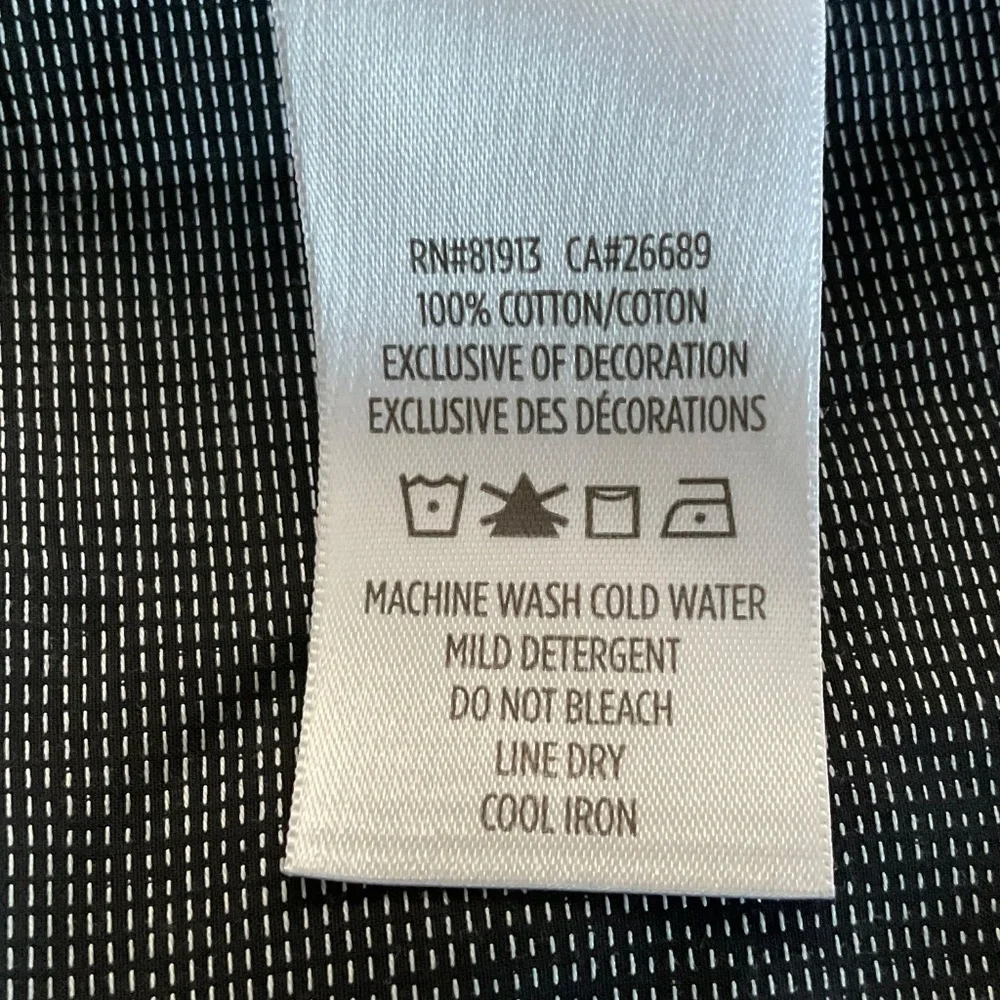 RN#81913 CA#26689
100% COTTON/COTON
EXCLUSIVE OF DECORATION
EXCLUSIVE DES DÉCORATIONS
MACHINE WASH COLD WATER
MILD DETERGENT
DO NOT BLEACH
LINE DRY
COOL IRON